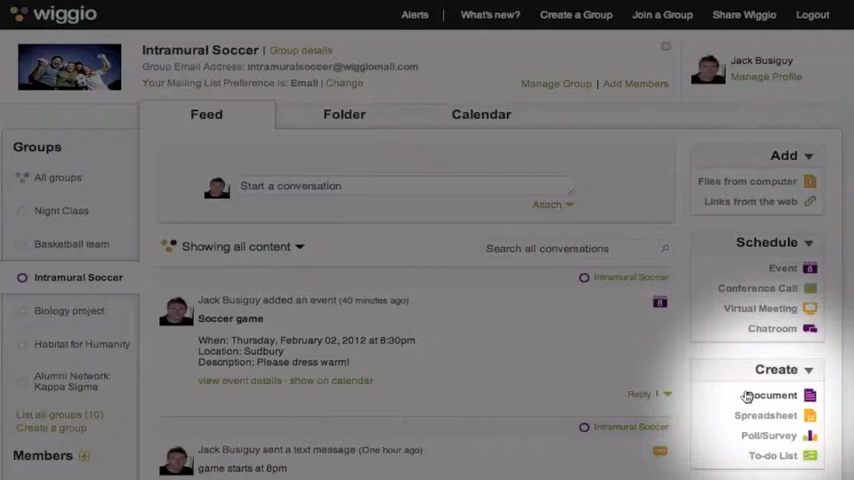 wiggio
Alerts | What's new? Create a Group Join a Group Share Wiggio Logout
Intramural Soccer | Group details
Group Email Address: intramuralsoccer@wiggiomail.com
Your Mailing List Preference is: Email | Change
Manage Group | Add Members
Jack Busiguy
Manage Profile
Feed Folder Calendar
Groups
All groups
Night Class
Basketball team
Intramural Soccer
Biology project
Habitat for Humanity
Alumni Network:
Kappa Sigma
List all groups (10)
Create a group
Members
Start a conversation
Attach
Showing all content
Search all conversations
Intramural Soccer
Jack Busiguy added an event (40 minutes ago)
8
Soccer game
When: Thursday, February 02, 2012 at 8:30pm
Location: Sudbury
Description: Please dress warm!
view event details - show on calendar
Reply |
Intramural Soccer
Jack Busiguy sent a text message (One hour ago)
game starts at 8pm
Add
Files from computer
Links from the web
Schedule
Event 8
Conference Call
Virtual Meeting
Chatroom
Create
Document
Spreadsheet
Poll/Survey
To-do List